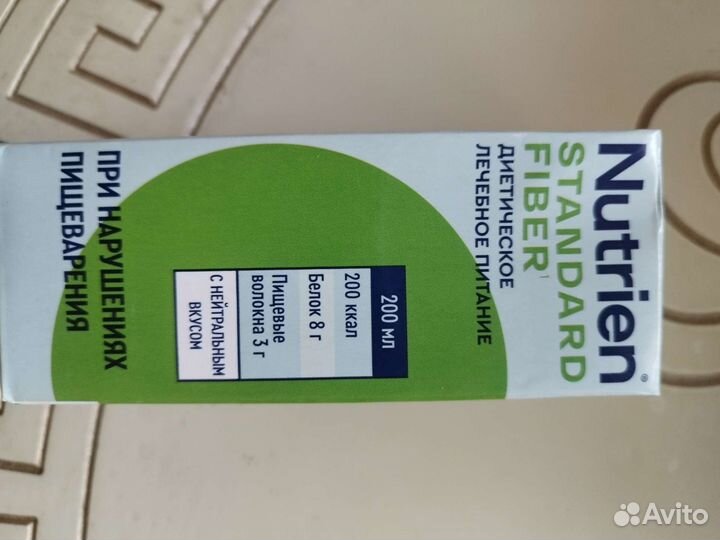 Nutrien®
STANDARD
FIBER¹
ДИЕТИЧЕСКОЕ
ЛЕЧЕБНОЕ ПИТАНИЕ
200 мл
200 ккал
Белок 8 г
Пищевые
волокна 3 г
С НЕЙТРАЛЬНЫМ
ВКУСОМ
ПРИ НАРУШЕНИЯХ
ПИЩЕВАРЕНИЯ
Avito